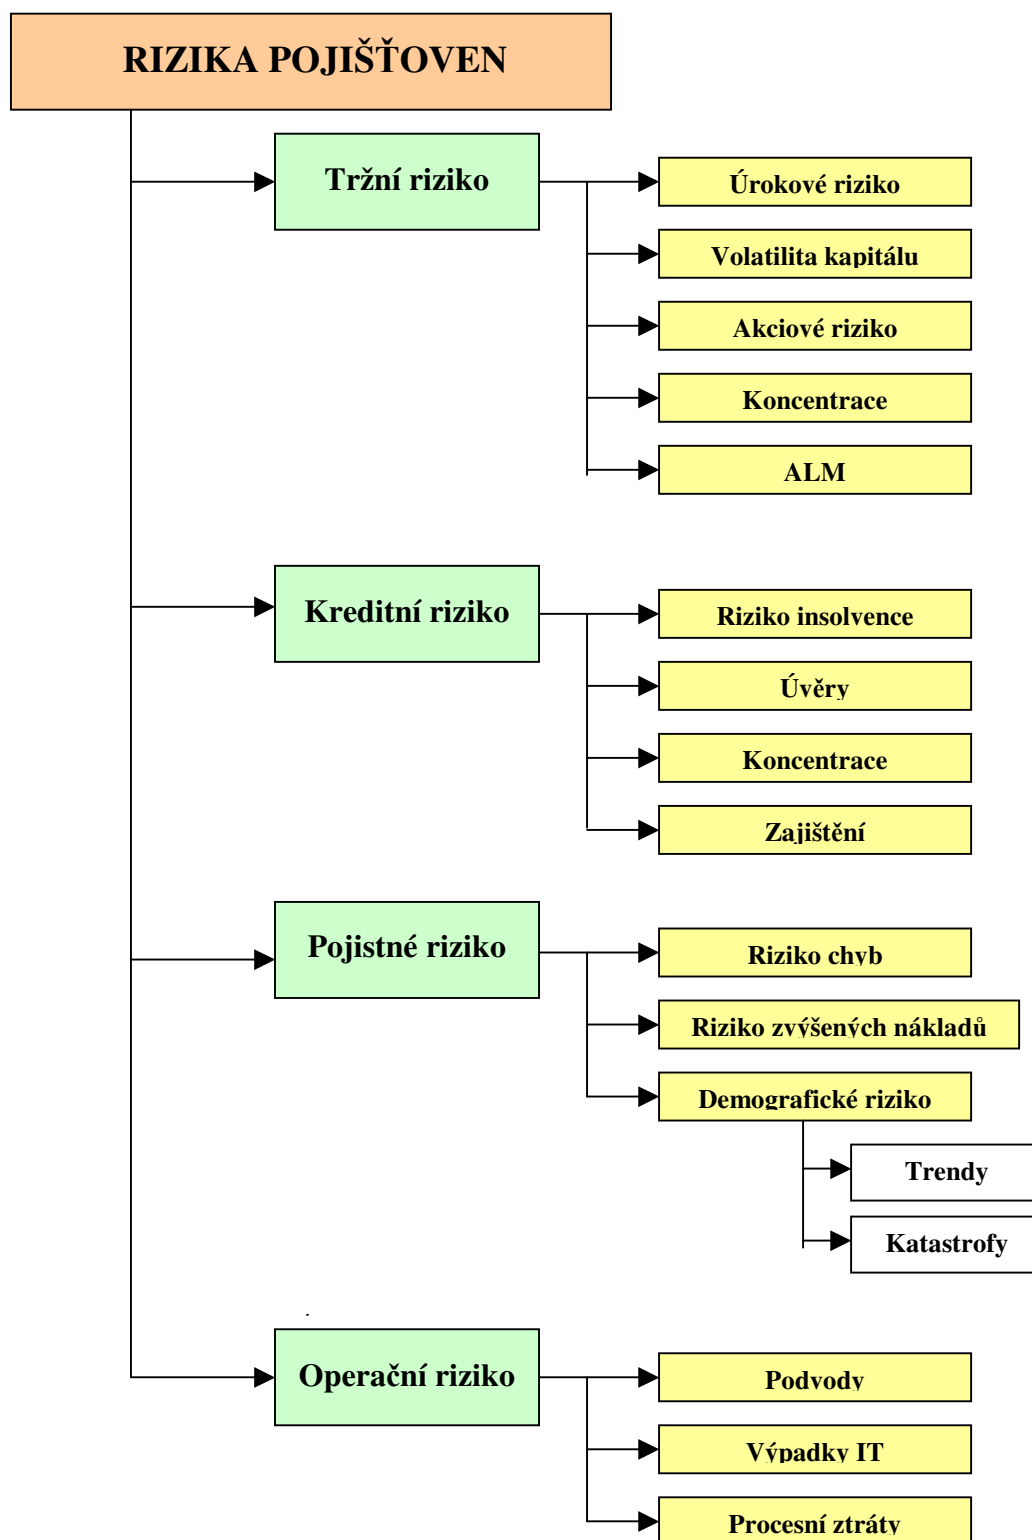 RIZIKA POJIŠŤOVEN
Tržní riziko
Úrokové riziko
Volatilita kapitálu
Akciové riziko
Koncentrace
ALM
Kreditní riziko
Riziko insolvence
Úvěry
Koncentrace
Zajištění
Pojistné riziko
Riziko chyb
Riziko zvýšených nákladů
Demografické riziko
Trendy
Katastrofy
Operační riziko
Podvody
Výpadky IT
Procesní ztráty